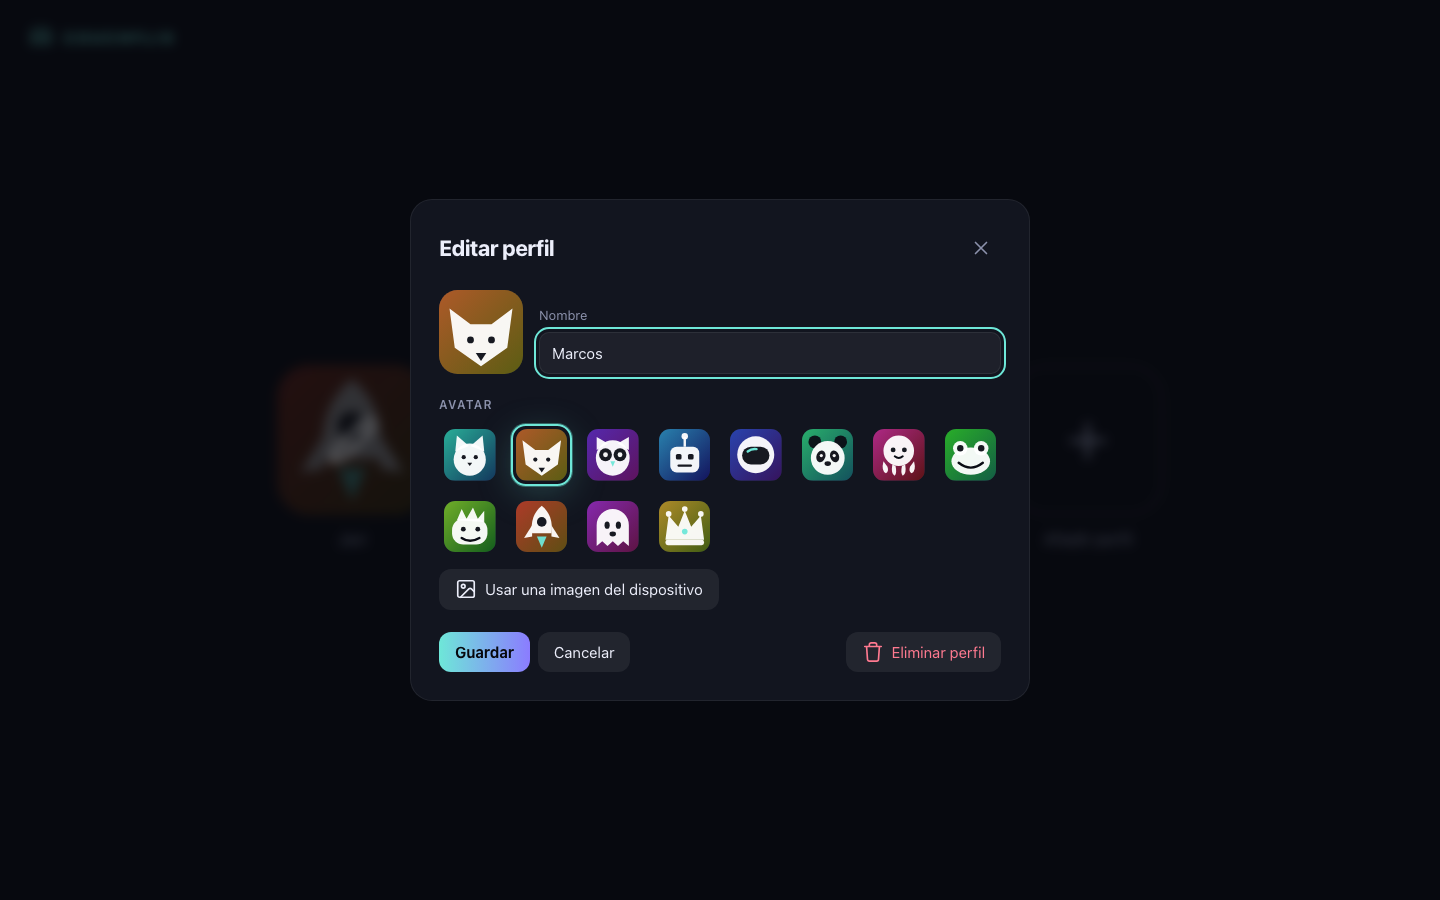 Editar perfil
Nombre
Marcos
AVATAR
Usar una imagen del dispositivo
Guardar
Cancelar
Eliminar perfil